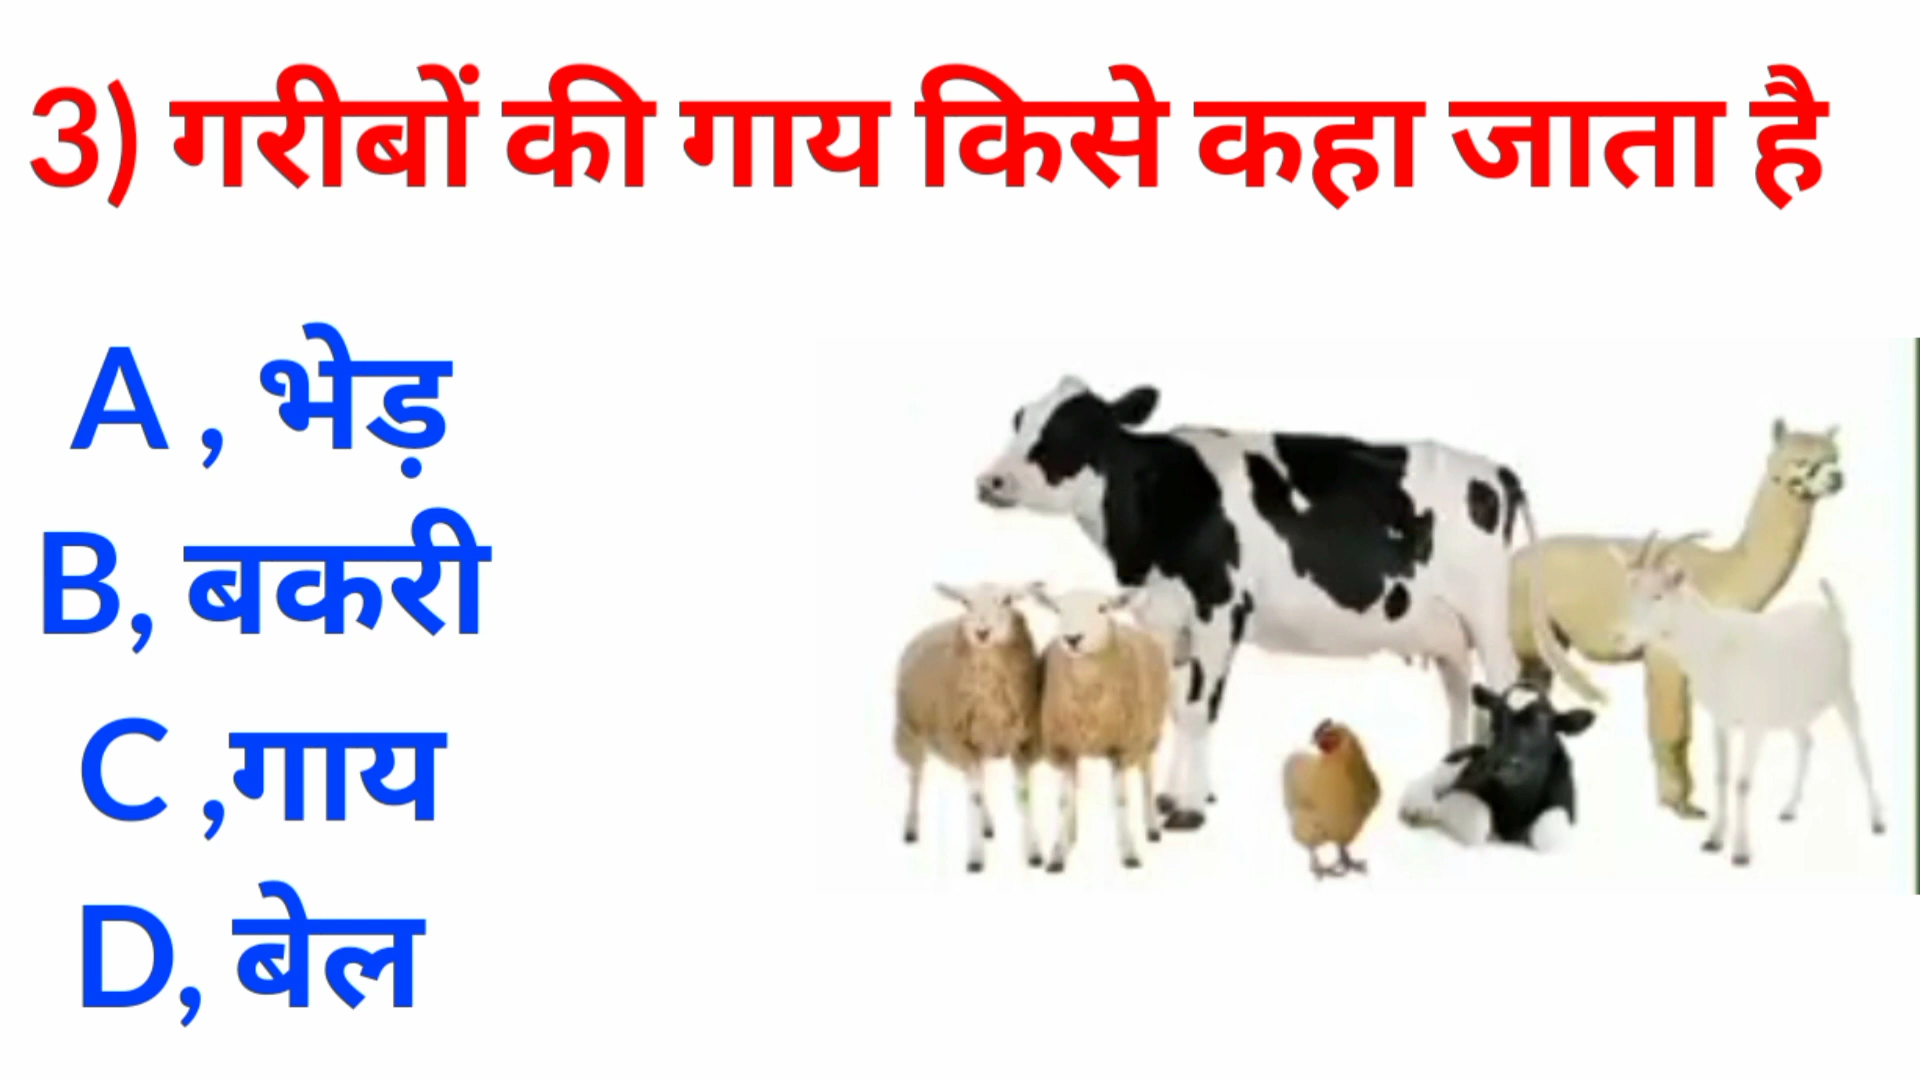 3) गरीबों की गाय किसे कहा जाता है
A , भेड़
B, बकरी
C ,गाय
D, बेल